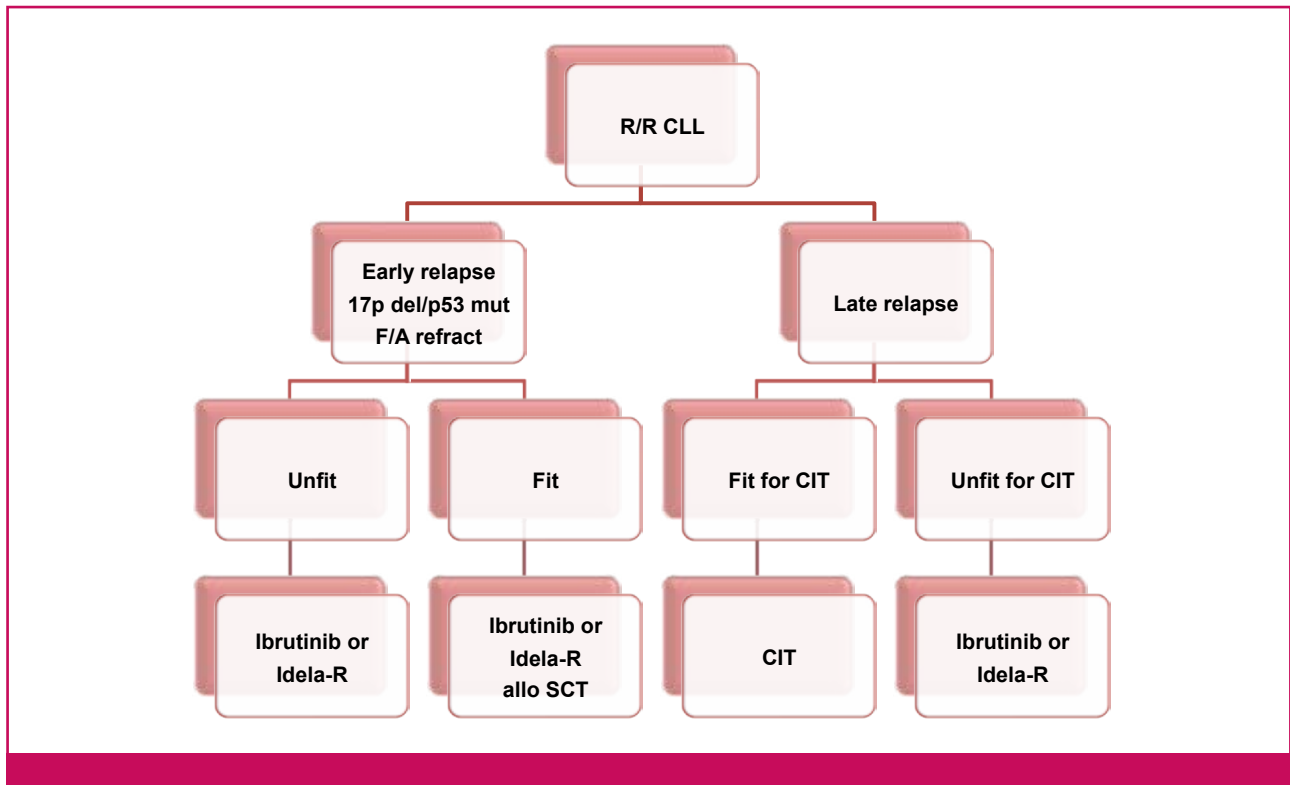 R/R CLL
Early relapse
17p del/p53 mut
F/A refract
Late relapse
Unfit
Fit
Fit for CIT
Unfit for CIT
Ibrutinib or
Idela-R
Ibrutinib or
Idela-R
allo SCT
CIT
Ibrutinib or
Idela-R